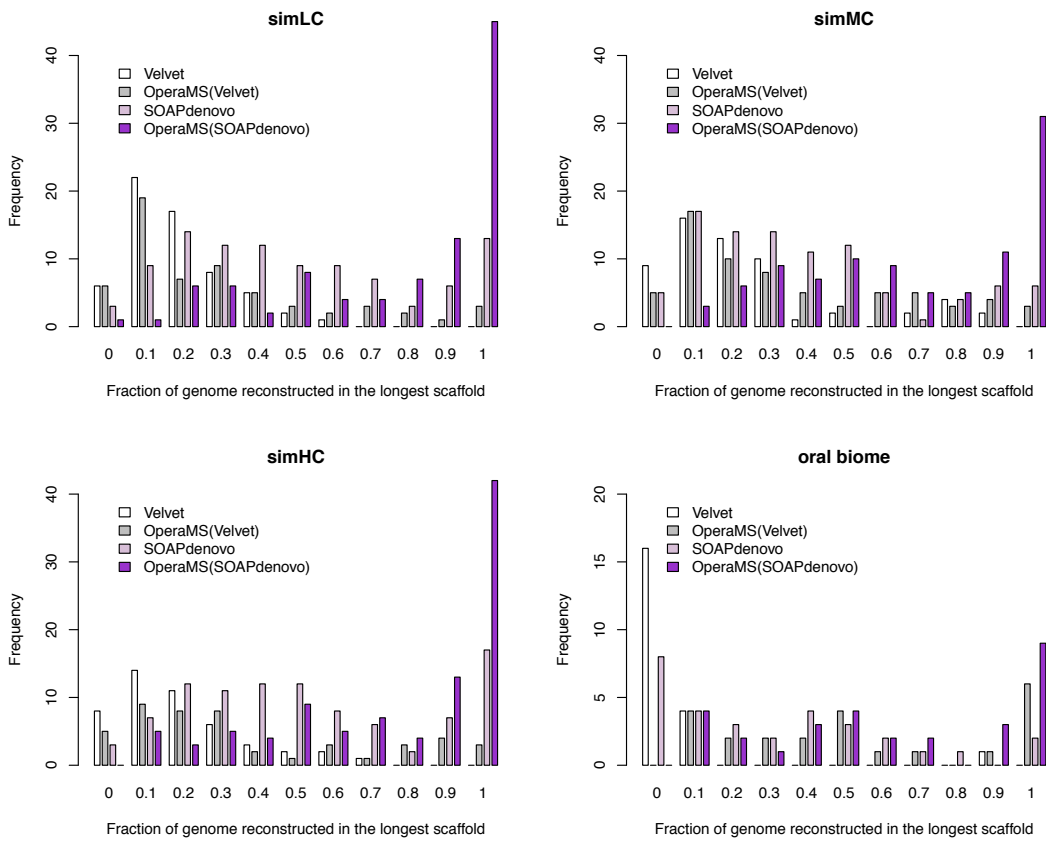 simLC
Velvet
OperaMS(Velvet)
SOAPdenovo
OperaMS(SOAPdenovo)
Frequency
0 10 20 30 40
0 0.1 0.2 0.3 0.4 0.5 0.6 0.7 0.8 0.9 1
Fraction of genome reconstructed in the longest scaffold
simMC
Velvet
OperaMS(Velvet)
SOAPdenovo
OperaMS(SOAPdenovo)
Frequency
0 10 20 30 40
0 0.1 0.2 0.3 0.4 0.5 0.6 0.7 0.8 0.9 1
Fraction of genome reconstructed in the longest scaffold
simHC
Velvet
OperaMS(Velvet)
SOAPdenovo
OperaMS(SOAPdenovo)
Frequency
0 10 20 30 40
0 0.1 0.2 0.3 0.4 0.5 0.6 0.7 0.8 0.9 1
Fraction of genome reconstructed in the longest scaffold
oral biome
Velvet
OperaMS(Velvet)
SOAPdenovo
OperaMS(SOAPdenovo)
Frequency
0 5 10 15 20
0 0.1 0.2 0.3 0.4 0.5 0.6 0.7 0.8 0.9 1
Fraction of genome reconstructed in the longest scaffold